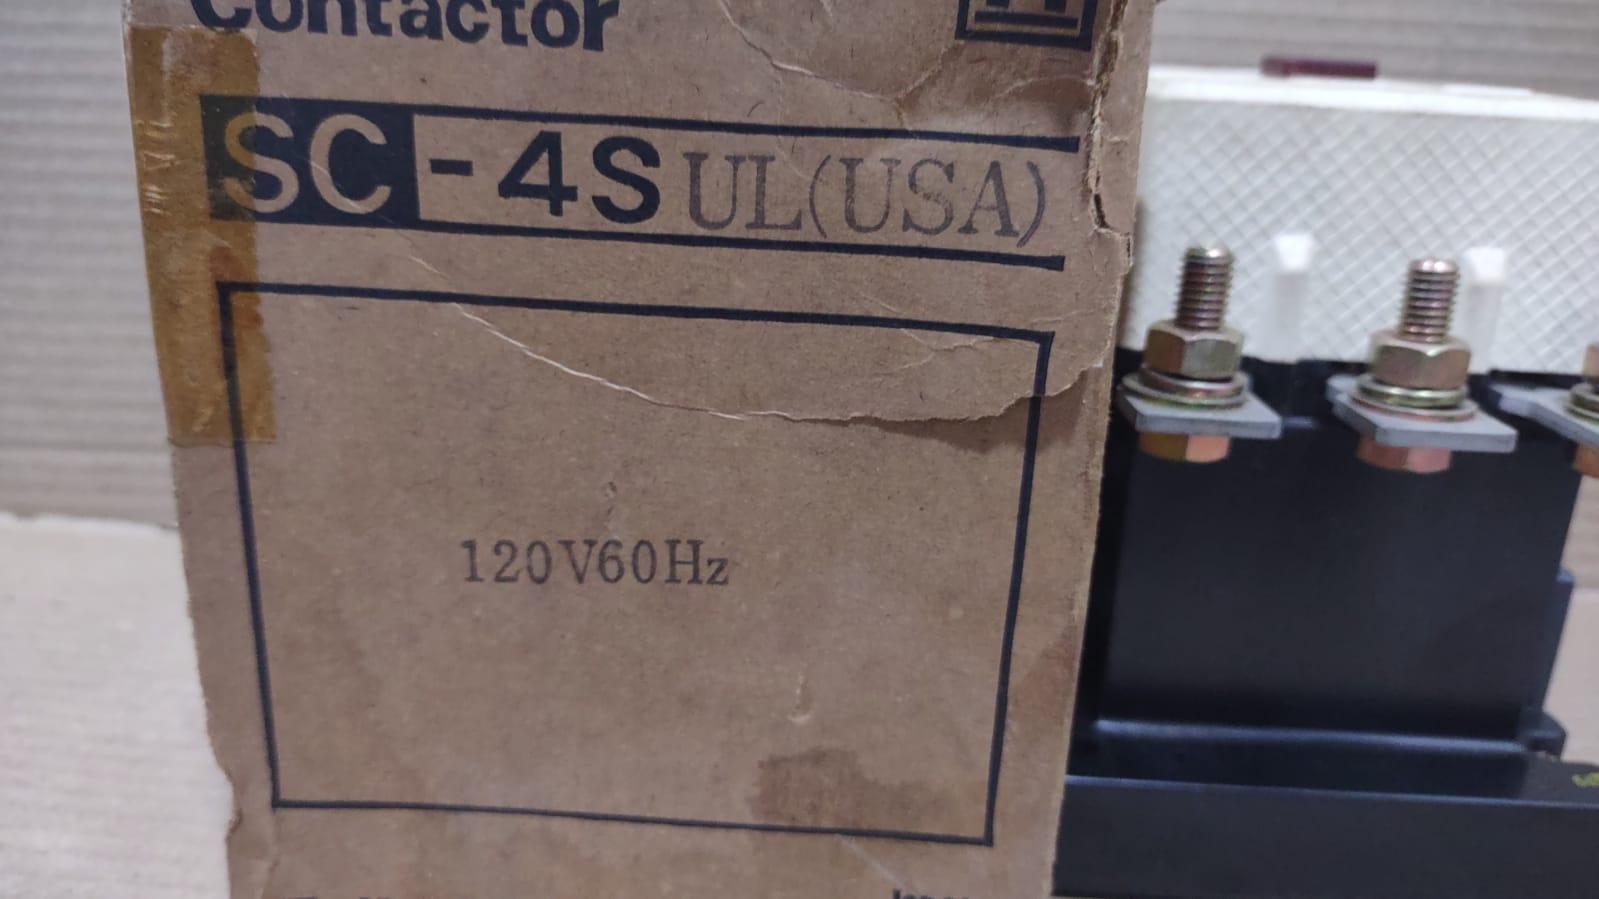 Contactor
SC-4S UL(USA)
120V60Hz